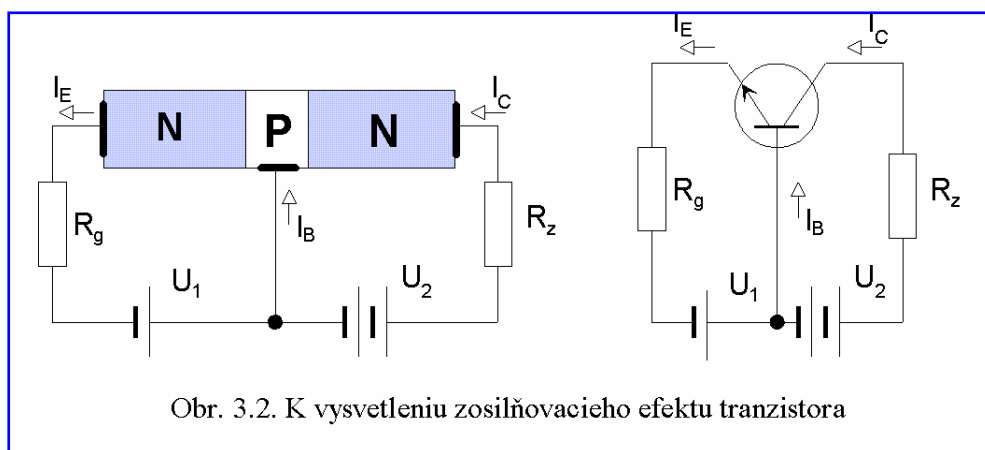 I_E
I_C
N P N
R_g
I_B
R_z
U_1
U_2
I_E
I_C
R_g
I_B
R_z
U_1
U_2
Obr. 3.2. K vysvetleniu zosilňovacieho efektu tranzistora